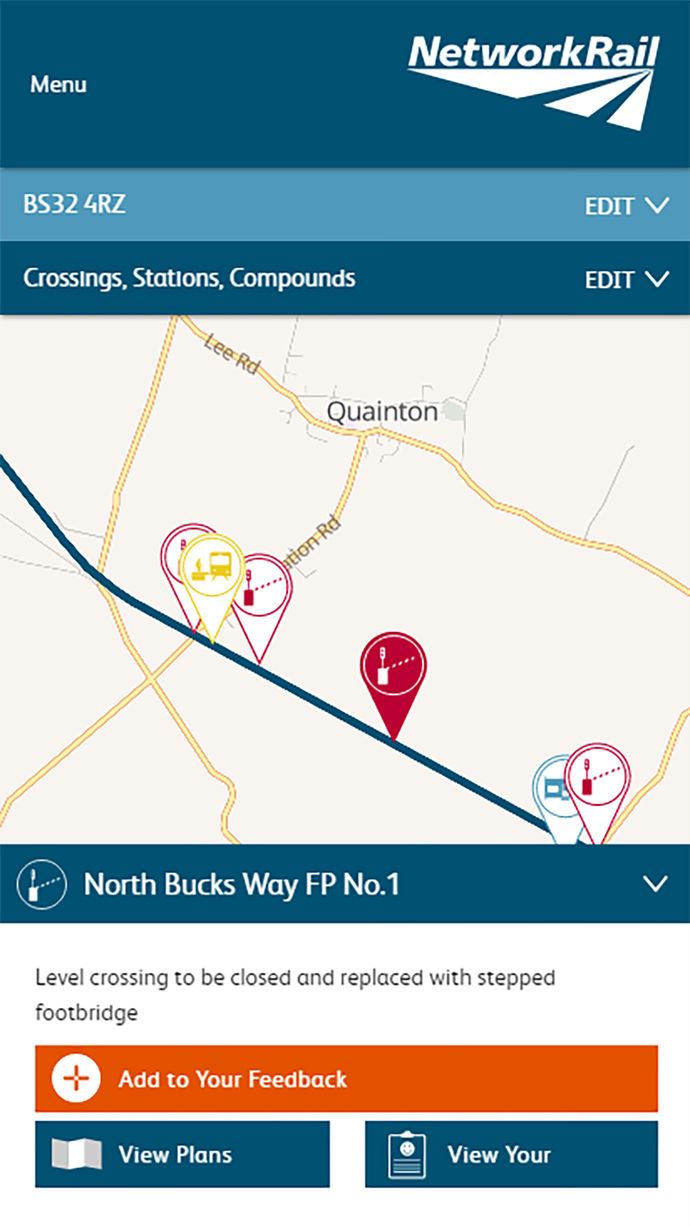 NetworkRail
Menu
BS32 4RZ
EDIT
Crossings, Stations, Compounds
EDIT
Lee Rd
Quainton
ation Rd
North Bucks Way FP No.1
Level crossing to be closed and replaced with stepped
footbridge
Add to Your Feedback
View Plans
View Your